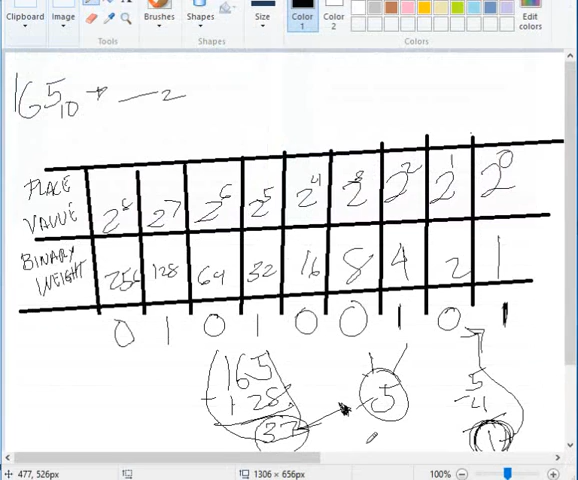 Clipboard
Image
Tools
Brushes
Shapes
Shapes
Size
Color 1
Color 2
Edit colors
Colors
165₁₀ → __₂
PLACE VALUE 2⁸ 2⁷ 2⁶ 2⁵ 2⁴ 2³ 2² 2¹ 2⁰
BINARY WEIGHT 256 128 64 32 16 8 4 2 1
0 1 0 1 0 0 1 0 1
165
-128
37
5
5
-4
1
477, 526px
1306 × 656px
100%